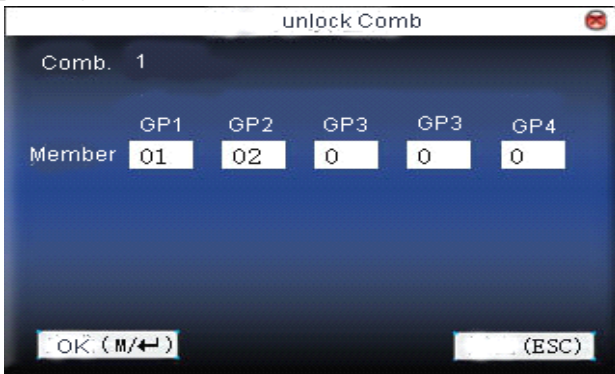 unlock Comb
Comb. 1
GP1 GP2 GP3 GP3 GP4
Member 01 02 0 0 0
OK (M/↵) (ESC)